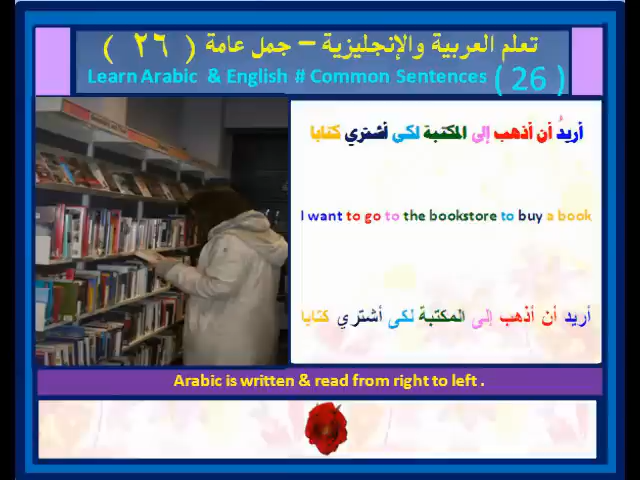 تعلم العربية والإنجليزية – جمل عامة ( ٢٦ )
Learn Arabic & English # Common Sentences ( 26 )
أريدُ أن أذهب إلى المكتبة لكى أشتري كتابا
I want to go to the bookstore to buy a book
أريد أن أذهب إلى المكتبة لكى أشتري كتابا
Arabic is written & read from right to left .